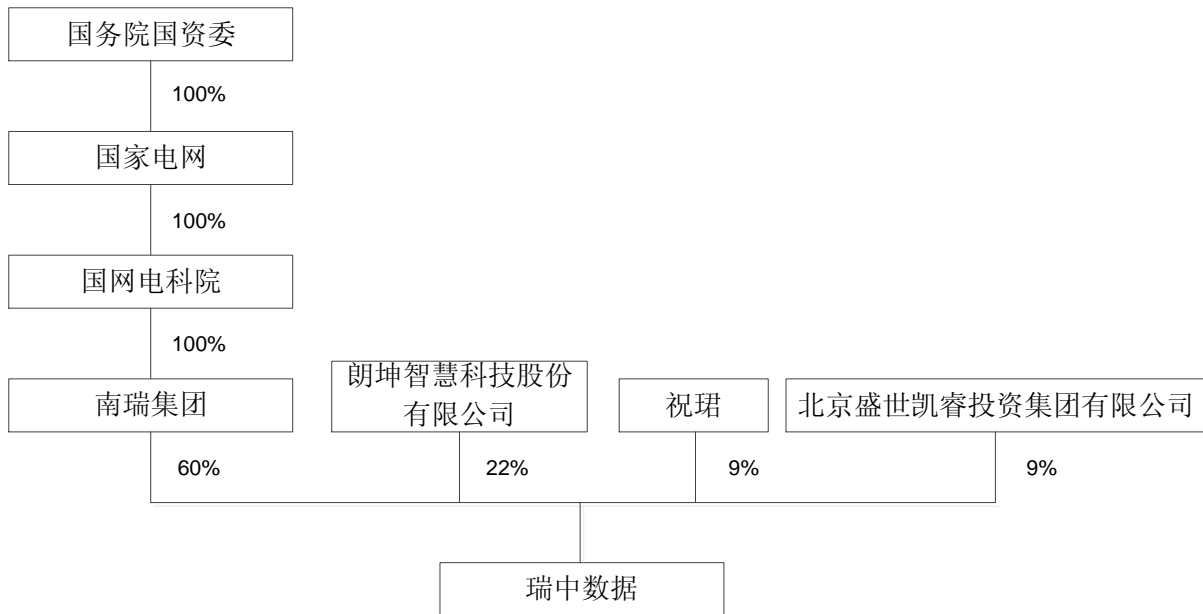 国务院国资委
100%
国家电网
100%
国网电科院
100%
南瑞集团
朗坤智慧科技股份
有限公司
祝珺
北京盛世凯睿投资集团有限公司
60%
22%
9%
9%
瑞中数据